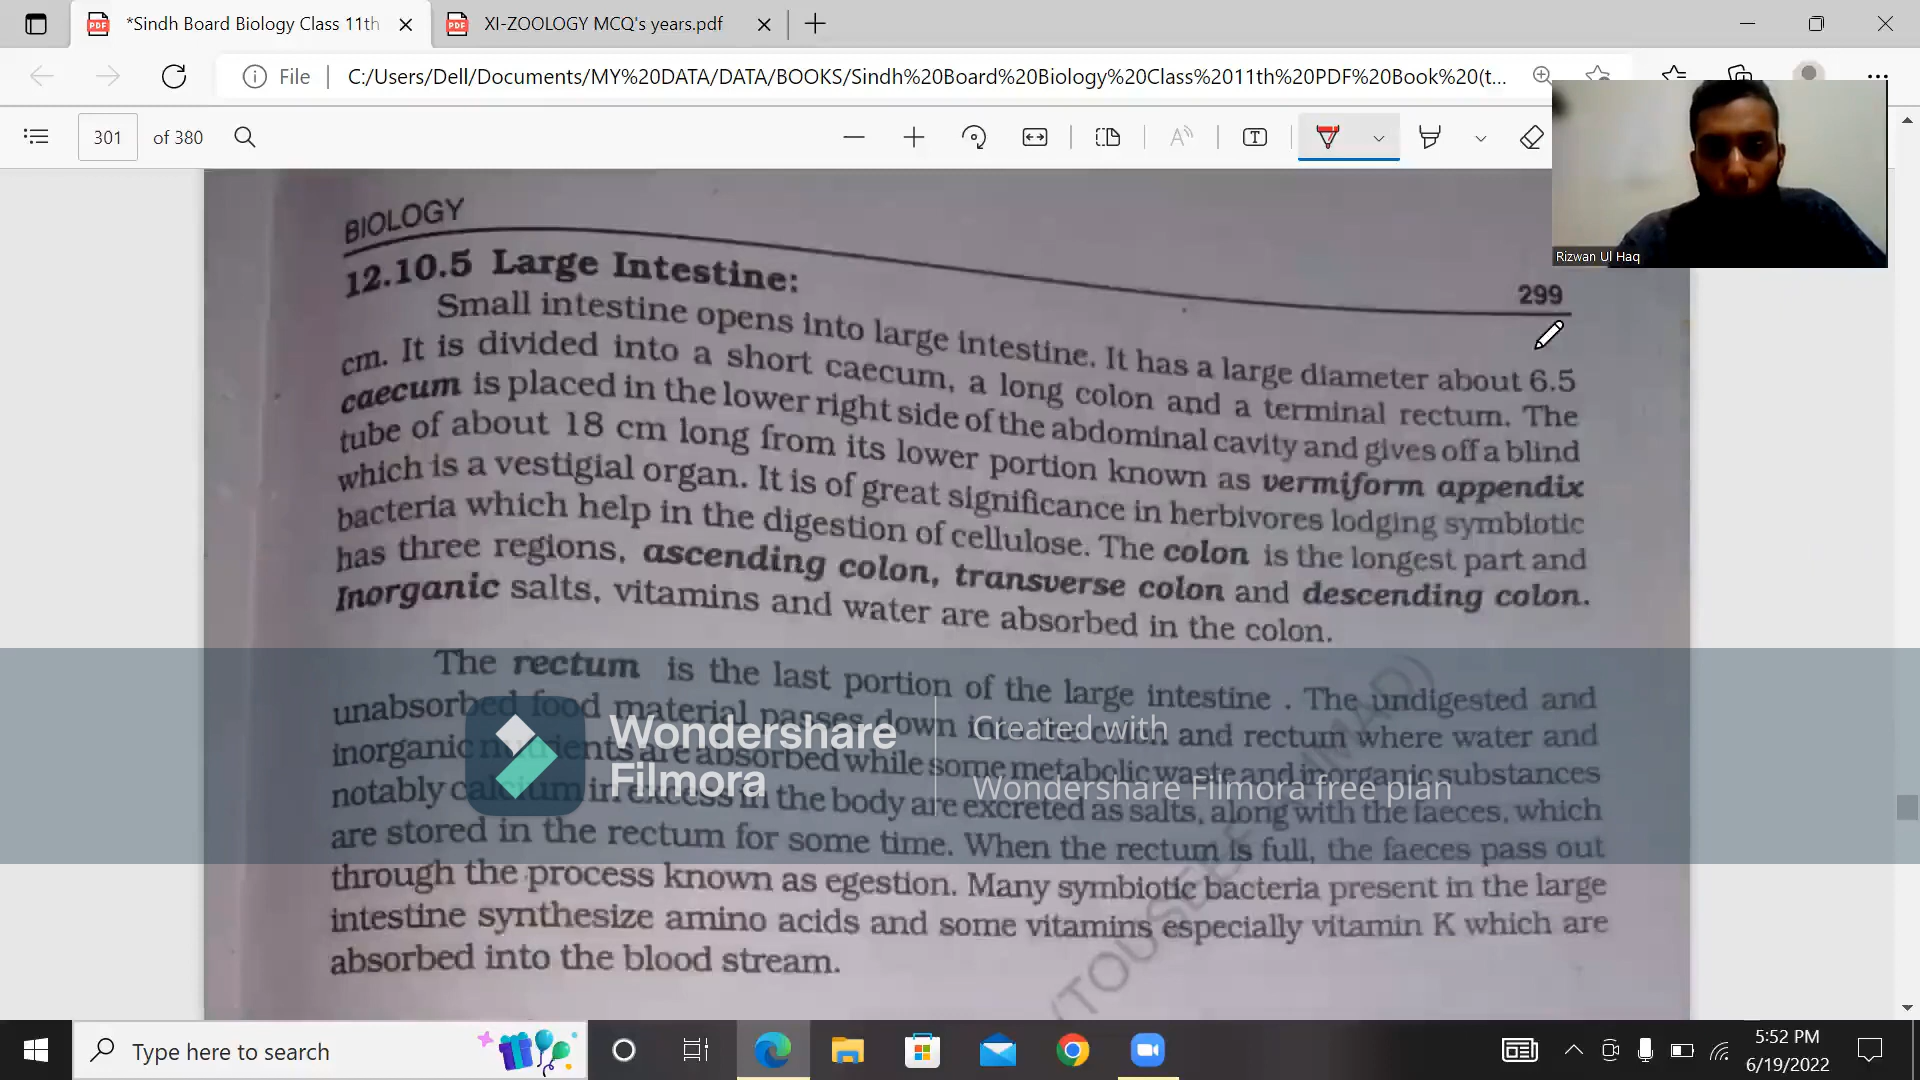 *Sindh Board Biology Class 11th
XI-ZOOLOGY MCQ's years.pdf
File
C:/Users/Dell/Documents/MY%20DATA/DATA/BOOKS/Sindh%20Board%20Biology%20Class%2011th%20PDF%20Book%20(t...
301 of 380
Rizwan Ul Haq
BIOLOGY
299
12.10.5 Large Intestine:
Small intestine opens into large intestine. It has a large diameter about 6.5
cm. It is divided into a short caecum, a long colon and a terminal rectum. The
caecum is placed in the lower right side of the abdominal cavity and gives off a blind
tube of about 18 cm long from its lower portion known as vermiform appendix
which is a vestigial organ. It is of great significance in herbivores lodging symbiotic
bacteria which help in the digestion of cellulose. The colon is the longest part and
has three regions, ascending colon, transverse colon and descending colon.
Inorganic salts, vitamins and water are absorbed in the colon.
The rectum is the last portion of the large intestine . The undigested and
unabsorbed food material passes down into the colon and rectum where water and
inorganic nutrients are absorbed while some metabolic waste and inorganic substances
notably calcium in excess in the body are excreted as salts, along with the faeces, which
are stored in the rectum for some time. When the rectum is full, the faeces pass out
through the process known as egestion. Many symbiotic bacteria present in the large
intestine synthesize amino acids and some vitamins especially vitamin K which are
absorbed into the blood stream.
Wondershare
Filmora
Created with
Wondershare Filmora free plan
Type here to search
5:52 PM
6/19/2022